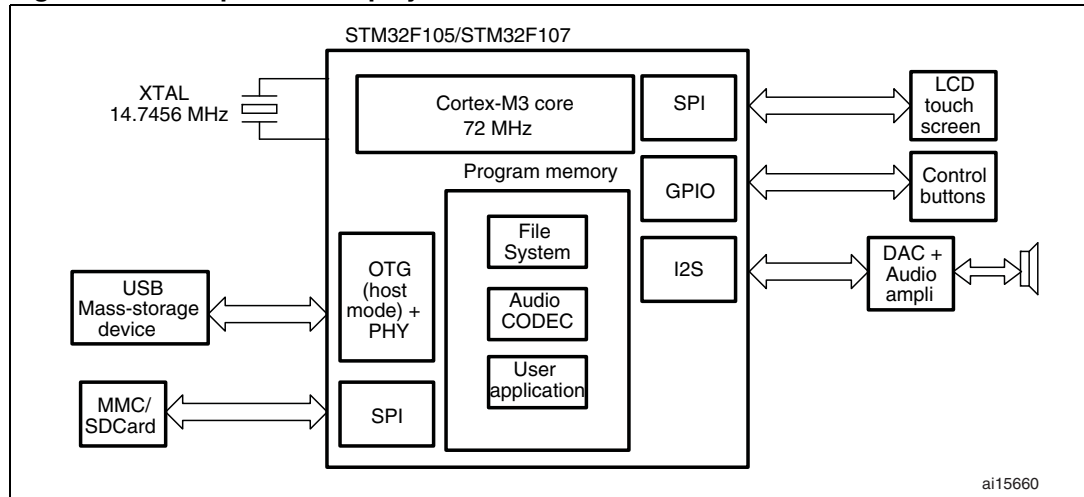 STM32F105/STM32F107
XTAL
14.7456 MHz
Cortex-M3 core
72 MHz
SPI
LCD
touch
screen
Program memory
GPIO
Control
buttons
File
System
OTG
(host
mode) +
PHY
I2S
DAC +
Audio
ampli
USB
Mass-storage
device
Audio
CODEC
User
application
MMC/
SDCard
SPI
ai15660